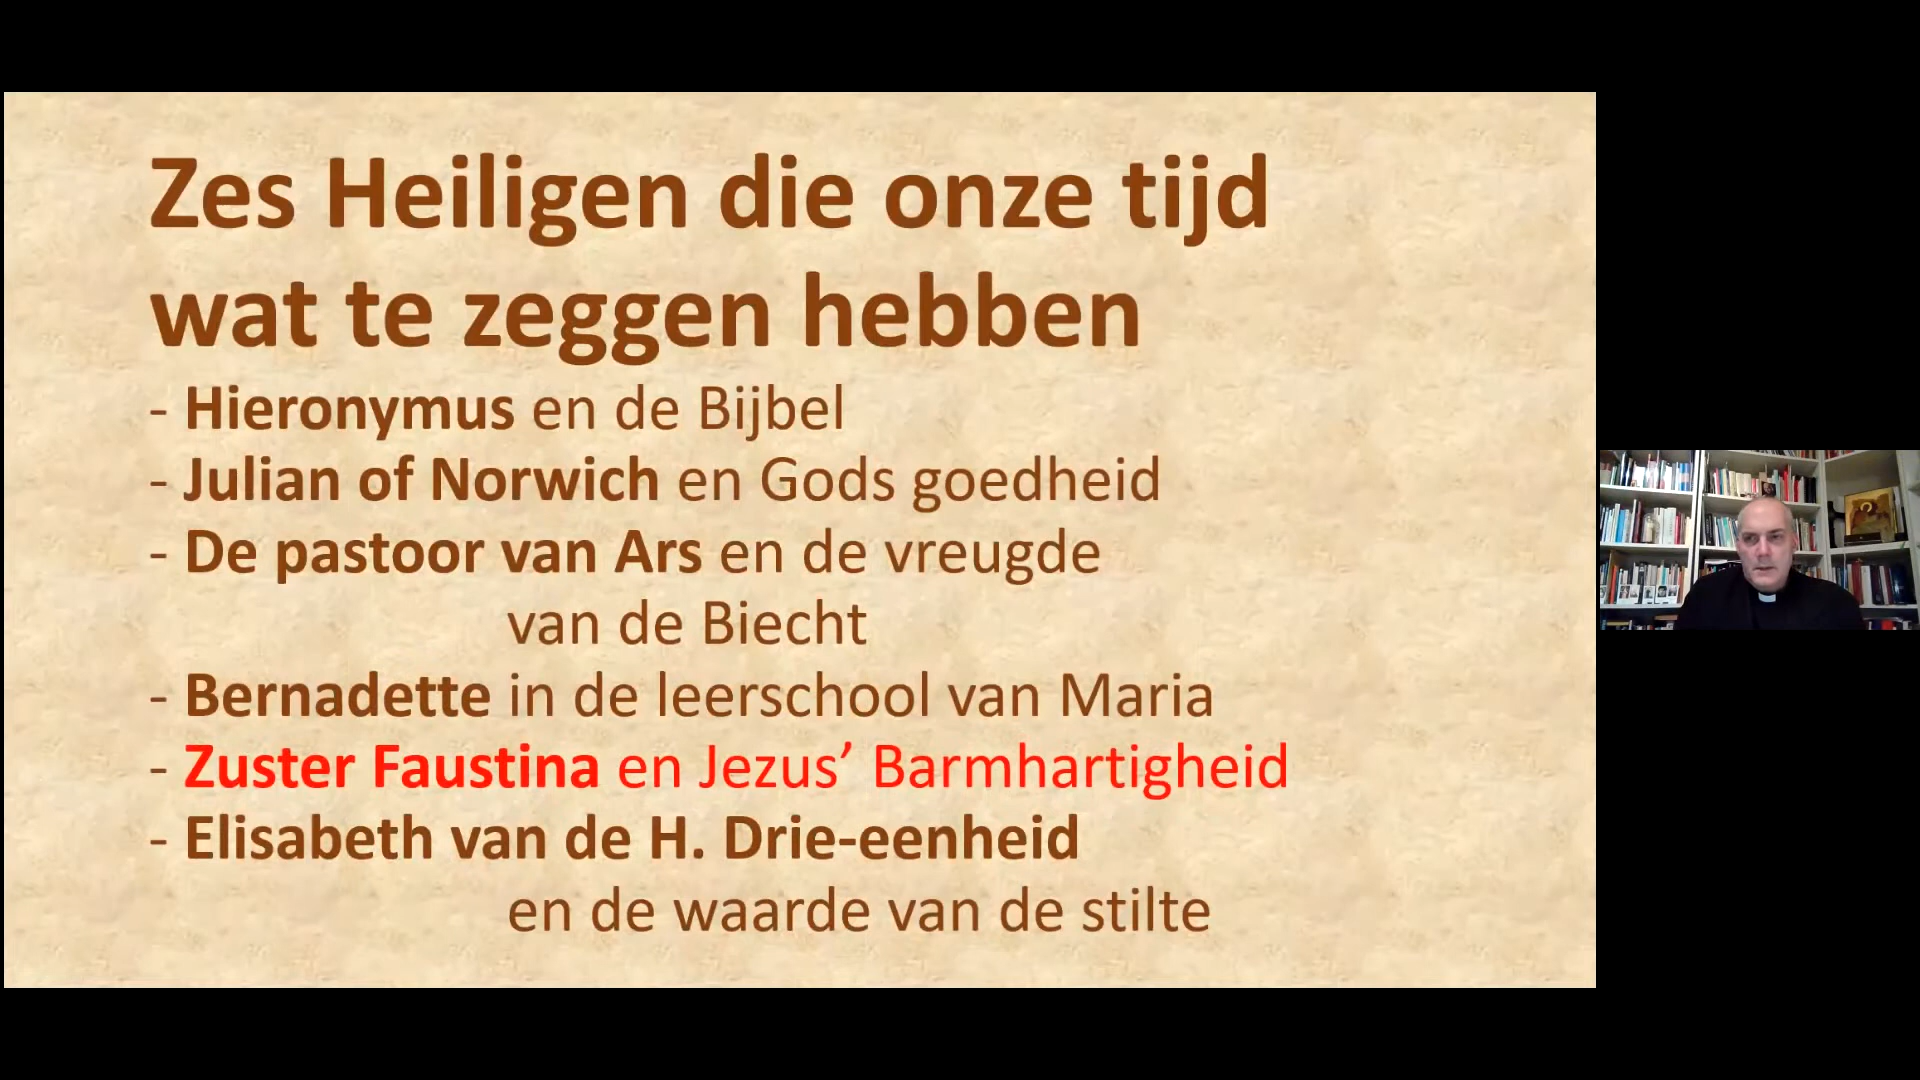 Zes Heiligen die onze tijd
wat te zeggen hebben
- Hieronymus en de Bijbel
- Julian of Norwich en Gods goedheid
- De pastoor van Ars en de vreugde
van de Biecht
- Bernadette in de leerschool van Maria
- Zuster Faustina en Jezus’ Barmhartigheid
- Elisabeth van de H. Drie-eenheid
en de waarde van de stilte